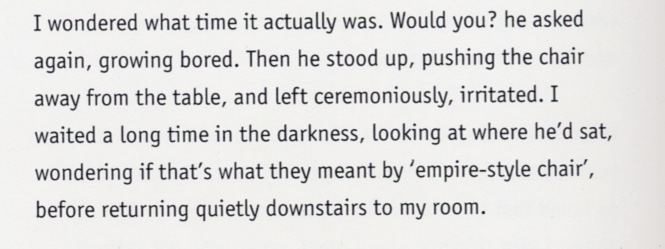 I wondered what time it actually was. Would you? he asked
again, growing bored. Then he stood up, pushing the chair
away from the table, and left ceremoniously, irritated. I
waited a long time in the darkness, looking at where he’d sat,
wondering if that’s what they meant by ‘empire-style chair’,
before returning quietly downstairs to my room.